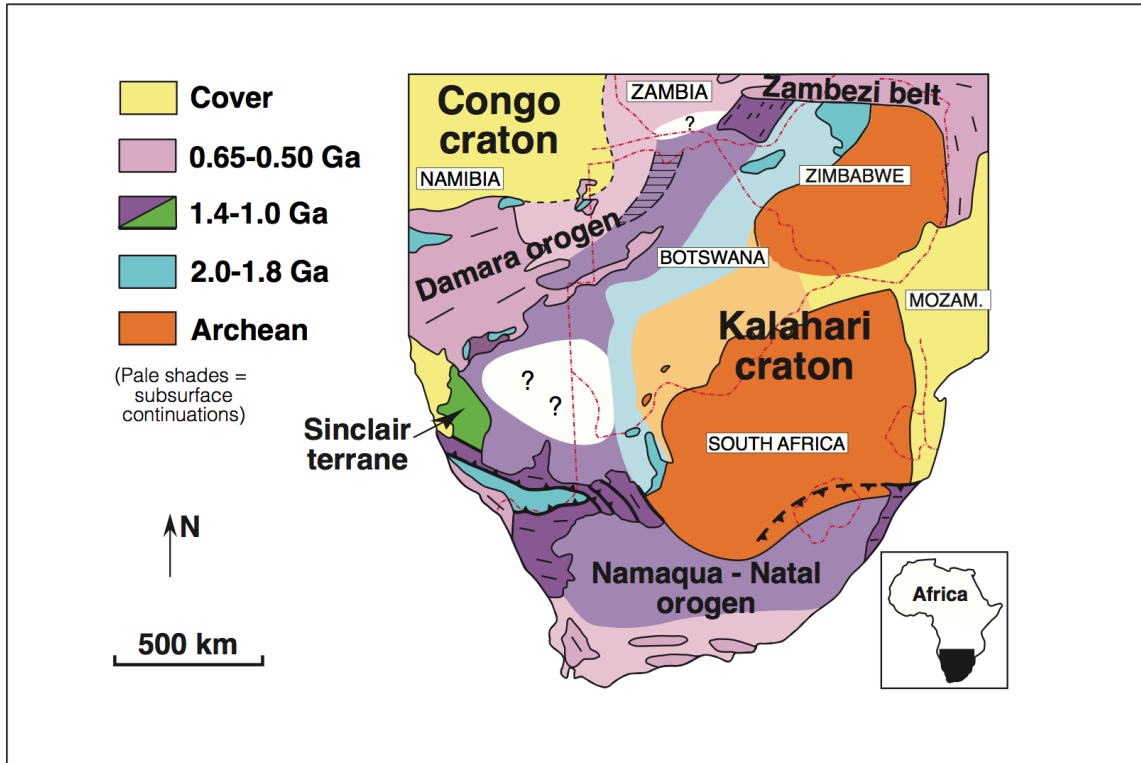 Cover
0.65-0.50 Ga
1.4-1.0 Ga
2.0-1.8 Ga
Archean
(Pale shades =
subsurface
continuations)
Sinclair
terrane
N
500 km
Congo
craton
ZAMBIA
Zambezi belt
?
NAMIBIA
ZIMBABWE
Damara orogen
BOTSWANA
MOZAM.
Kalahari
craton
?
?
SOUTH AFRICA
Namaqua - Natal
orogen
Africa